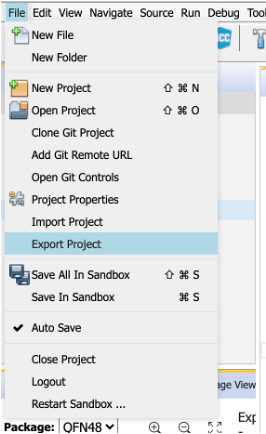 File Edit View Navigate Source Run Debug
New File
New Folder
New Project ⇧ ⌘ N
Open Project ⇧ ⌘ O
Clone Git Project
Add Git Remote URL
Open Git Controls
Project Properties
Import Project
Export Project
Save All In Sandbox ⇧ ⌘ S
Save In Sandbox ⌘ S
Auto Save
Close Project
Logout
age View
Restart Sandbox ...
Package: QFN48